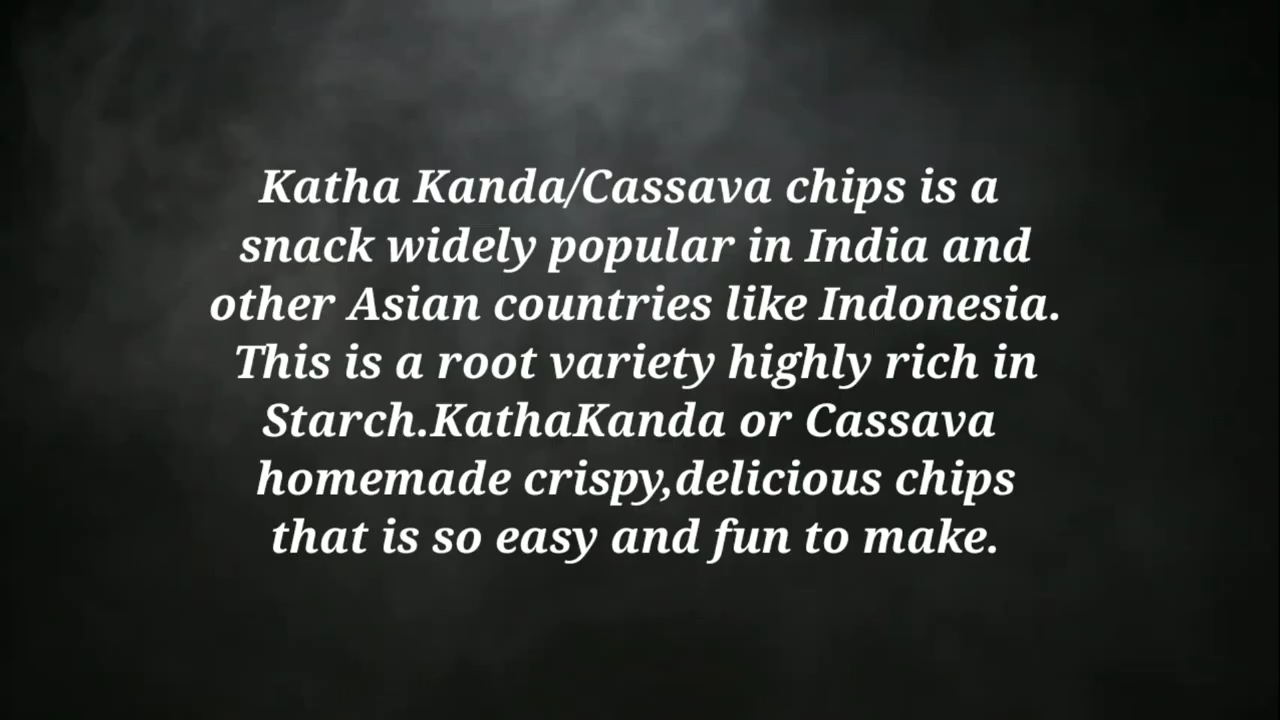 Katha Kanda/Cassava chips is a
snack widely popular in India and
other Asian countries like Indonesia.
This is a root variety highly rich in
Starch.KathaKanda or Cassava
homemade crispy,delicious chips
that is so easy and fun to make.